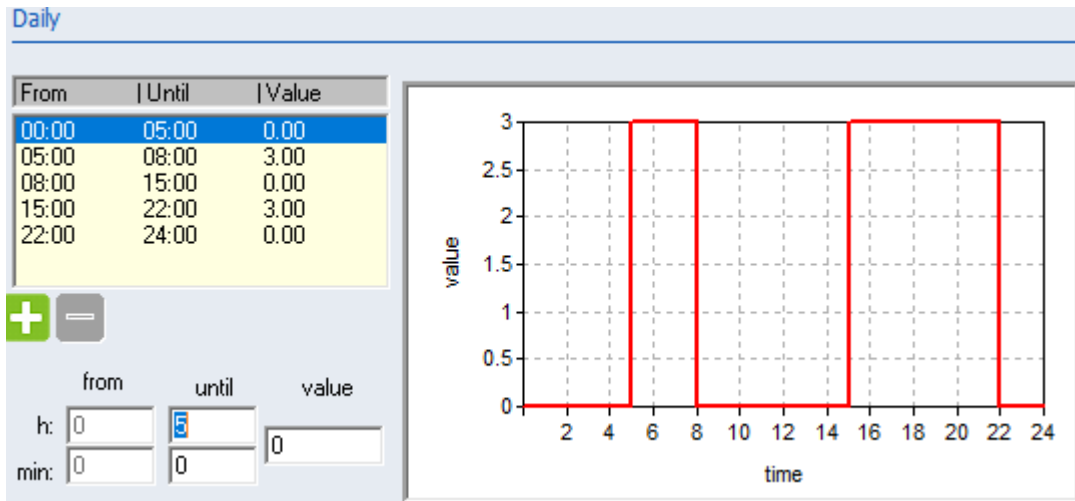 Daily
From | Until | Value
00:00 05:00 0.00
05:00 08:00 3.00
08:00 15:00 0.00
15:00 22:00 3.00
22:00 24:00 0.00
from until value
h: 0 5
0
min: 0 0
value
3
2.5
2
1.5
1
0.5
0
2 4 6 8 10 12 14 16 18 20 22 24
time